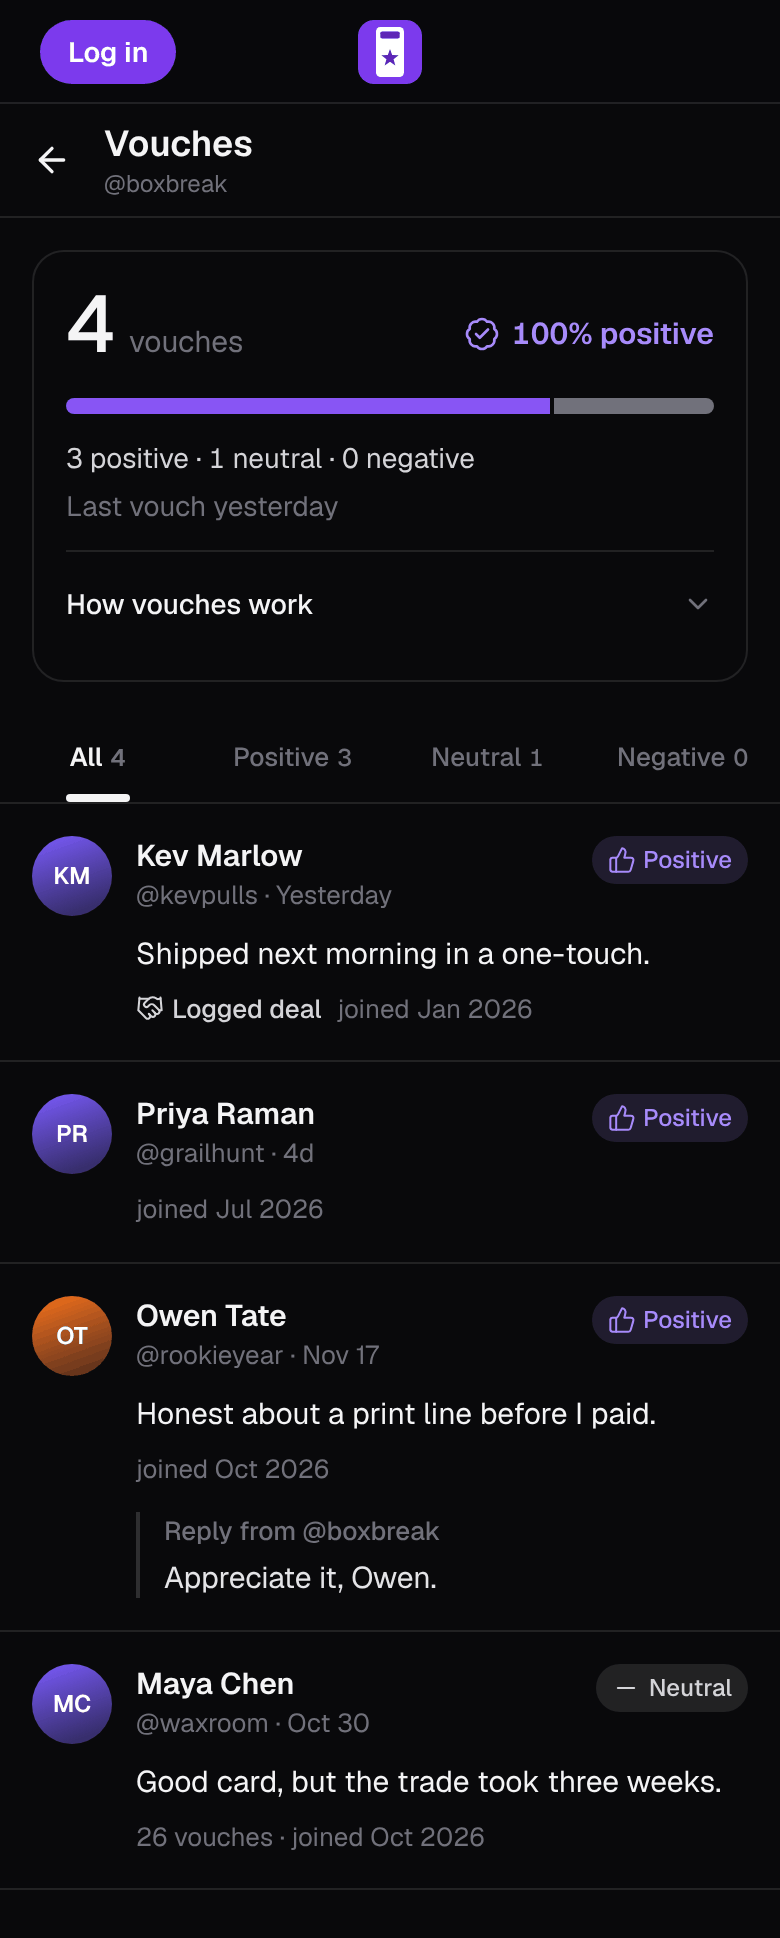 Log in
Vouches
@boxbreak
4 vouches
100% positive
3 positive · 1 neutral · 0 negative
Last vouch yesterday
How vouches work
All 4 Positive 3 Neutral 1 Negative 0
KM
Kev Marlow
Positive
@kevpulls · Yesterday
Shipped next morning in a one-touch.
Logged deal joined Jan 2026
PR
Priya Raman
Positive
@grailhunt · 4d
joined Jul 2026
OT
Owen Tate
Positive
@rookieyear · Nov 17
Honest about a print line before I paid.
joined Oct 2026
Reply from @boxbreak
Appreciate it, Owen.
MC
Maya Chen
Neutral
@waxroom · Oct 30
Good card, but the trade took three weeks.
26 vouches · joined Oct 2026